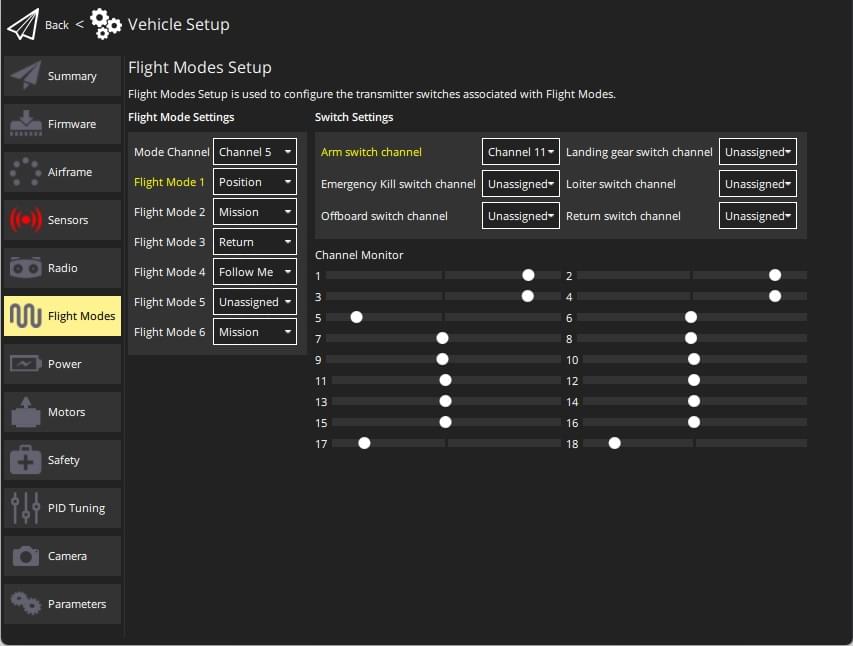 Back < Vehicle Setup
Summary
Firmware
Airframe
Sensors
Radio
Flight Modes
Power
Motors
Safety
PID Tuning
Camera
Parameters
Flight Modes Setup
Flight Modes Setup is used to configure the transmitter switches associated with Flight Modes.
Flight Mode Settings
Mode Channel Channel 5
Flight Mode 1 Position
Flight Mode 2 Mission
Flight Mode 3 Return
Flight Mode 4 Follow Me
Flight Mode 5 Unassigned
Flight Mode 6 Mission
Switch Settings
Arm switch channel Channel 11 Landing gear switch channel Unassigned
Emergency Kill switch channel Unassigned Loiter switch channel Unassigned
Offboard switch channel Unassigned Return switch channel Unassigned
Channel Monitor
1 2
3 4
5 6
7 8
9 10
11 12
13 14
15 16
17 18